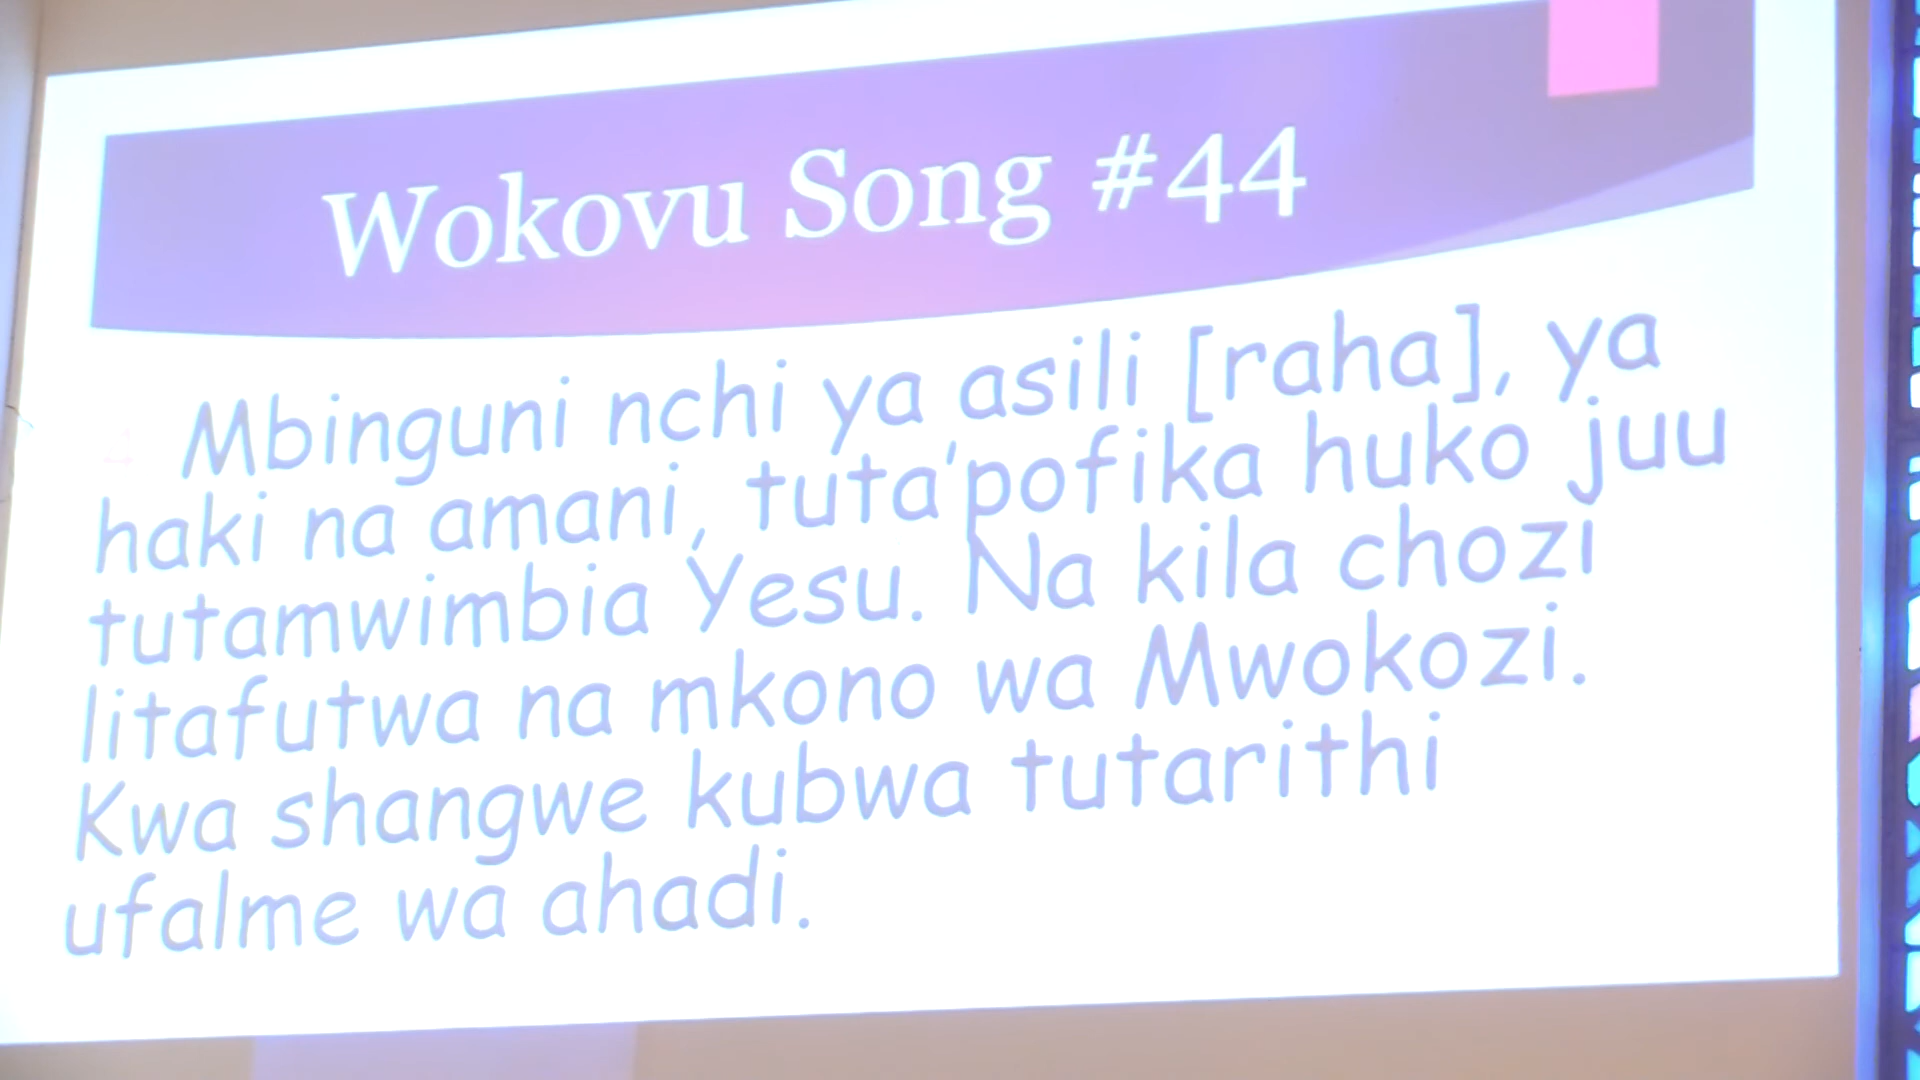 Wokovu Song #44
4 Mbinguni nchi ya asili [raha], ya
haki na amani, tuta'pofika huko juu
tutamwimbia Yesu. Na kila chozi
litafutwa na mkono wa Mwokozi.
Kwa shangwe kubwa tutarithi
ufalme wa ahadi.